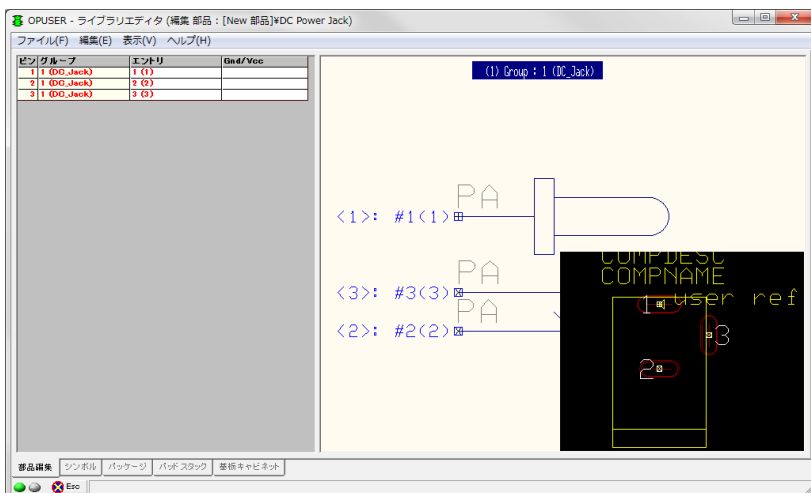 OPUSER - ライブラリエディタ (編集 部品 : [New 部品]¥DC Power Jack)
ファイル(F) 編集(E) 表示(V) ヘルプ(H)
ピン グループ エントリ Gnd/Vcc
1 1 (DC_Jack) 1 (1)
2 1 (DC_Jack) 2 (2)
3 1 (DC_Jack) 3 (3)
(1) Group : 1 (DC_Jack)
PA
<1>: #1(1)
PA
<3>: #3(3)
PA
<2>: #2(2)
COMPDESC
COMPNAME
1 user ref
3
2
部品編集 シンボル パッケージ パッド スタック 基板キャビネット
Esc